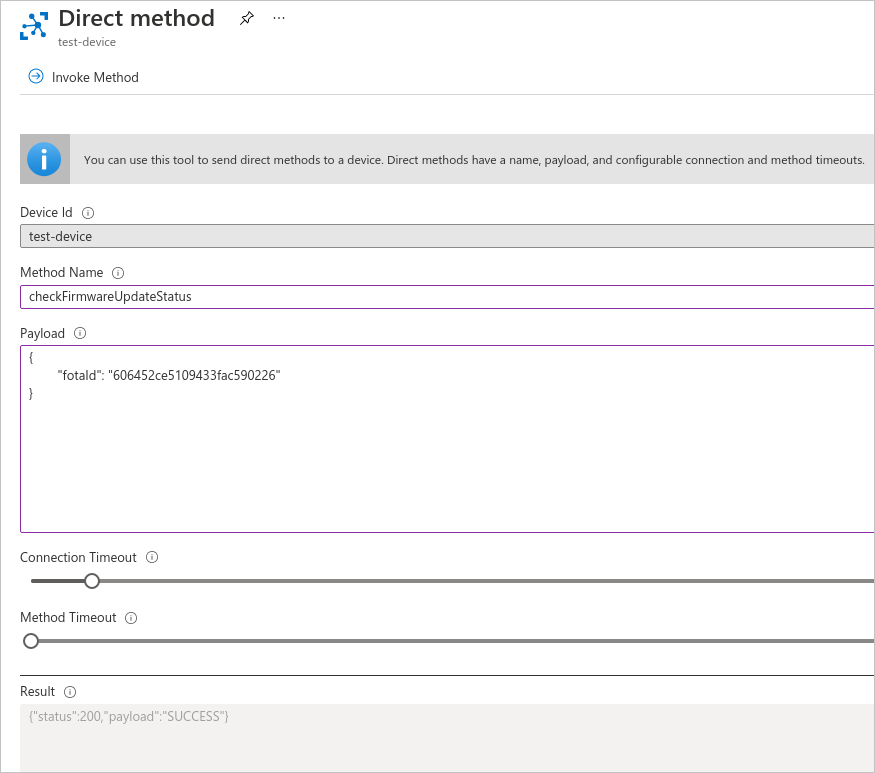 Direct method
test-device
Invoke Method
You can use this tool to send direct methods to a device. Direct methods have a name, payload, and configurable connection and method timeouts.
Device Id
test-device
Method Name
checkFirmwareUpdateStatus
Payload
{
"fotaId": "606452ce5109433fac590226"
}
Connection Timeout
Method Timeout
Result
{"status":200,"payload":"SUCCESS"}